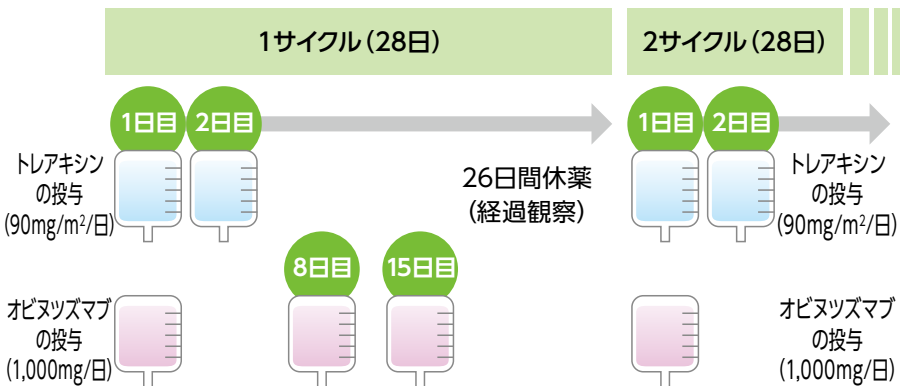 1サイクル(28日)
2サイクル(28日)
1日目
2日目
1日目
2日目
トレアキシン
の投与
(90mg/m²/日)
26日間休薬
(経過観察)
トレアキシン
の投与
(90mg/m²/日)
8日目
15日目
オビヌツズマブ
の投与
(1,000mg/日)
オビヌツズマブ
の投与
(1,000mg/日)